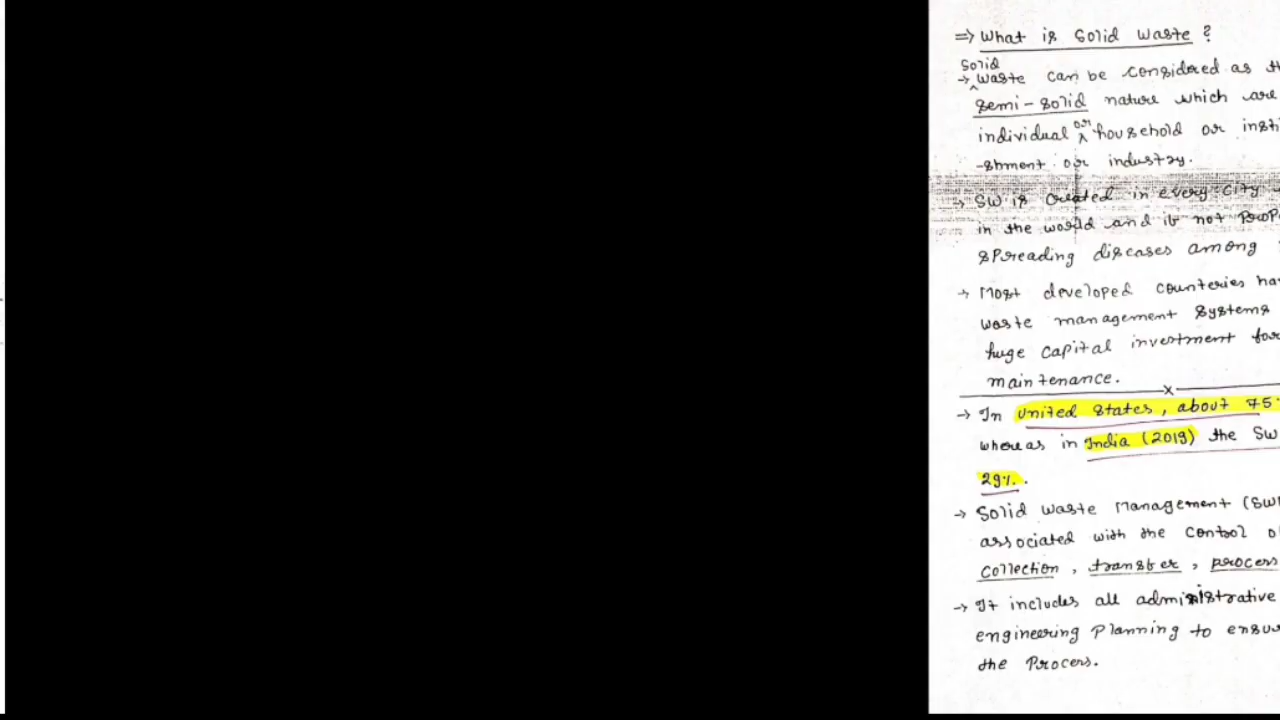 ⇒ What is Solid Waste ?
Solid
→ Waste can be considered as th
semi-solid nature which are
individual or household or insti
-shment or industry.
→ SW is created in every city
in the world and if not prop
spreading diseases among
→ Most developed counteries ha
waste management systems
huge capital investment for
maintenance.
→ In United States, about 75
whereas in India (2019) the SW
29%.
→ Solid Waste Management (SW
associated with the control o
collection, transfer, process
→ It includes all administrative
engineering planning to ensu
the Process.